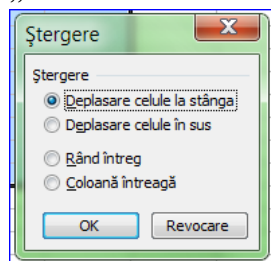 Ștergere
Ștergere
Deplasare celule la stânga
Deplasare celule în sus
Rând întreg
Coloană întreagă
OK
Revocare